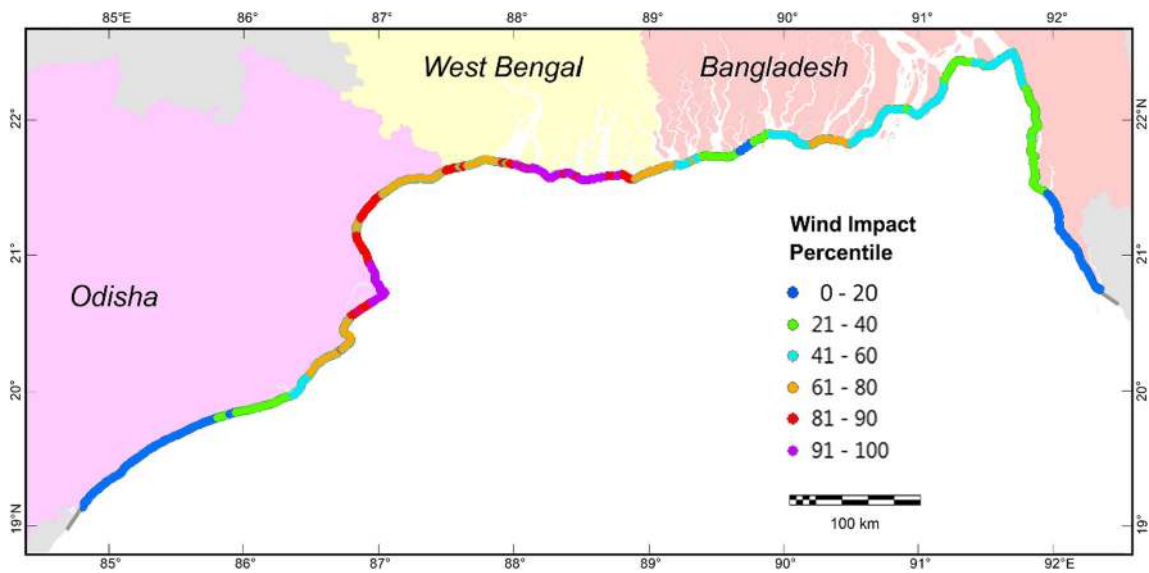 85°E 86° 87° 88° 89° 90° 91° 92°
West Bengal
Bangladesh
Odisha
22°
21°
20°
19°N
22°N
21°
20°
19°
Wind Impact
Percentile
0 - 20
21 - 40
41 - 60
61 - 80
81 - 90
91 - 100
100 km
85° 86° 87° 88° 89° 90° 91° 92°E